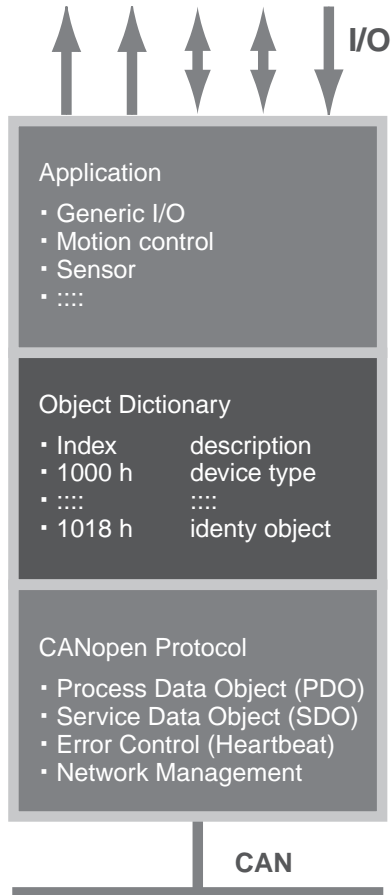 I/O
Application
▪ Generic I/O
▪ Motion control
▪ Sensor
▪ ::::
Object Dictionary
▪ Index description
▪ 1000 h device type
▪ :::: ::::
▪ 1018 h identy object
CANopen Protocol
▪ Process Data Object (PDO)
▪ Service Data Object (SDO)
▪ Error Control (Heartbeat)
▪ Network Management
CAN